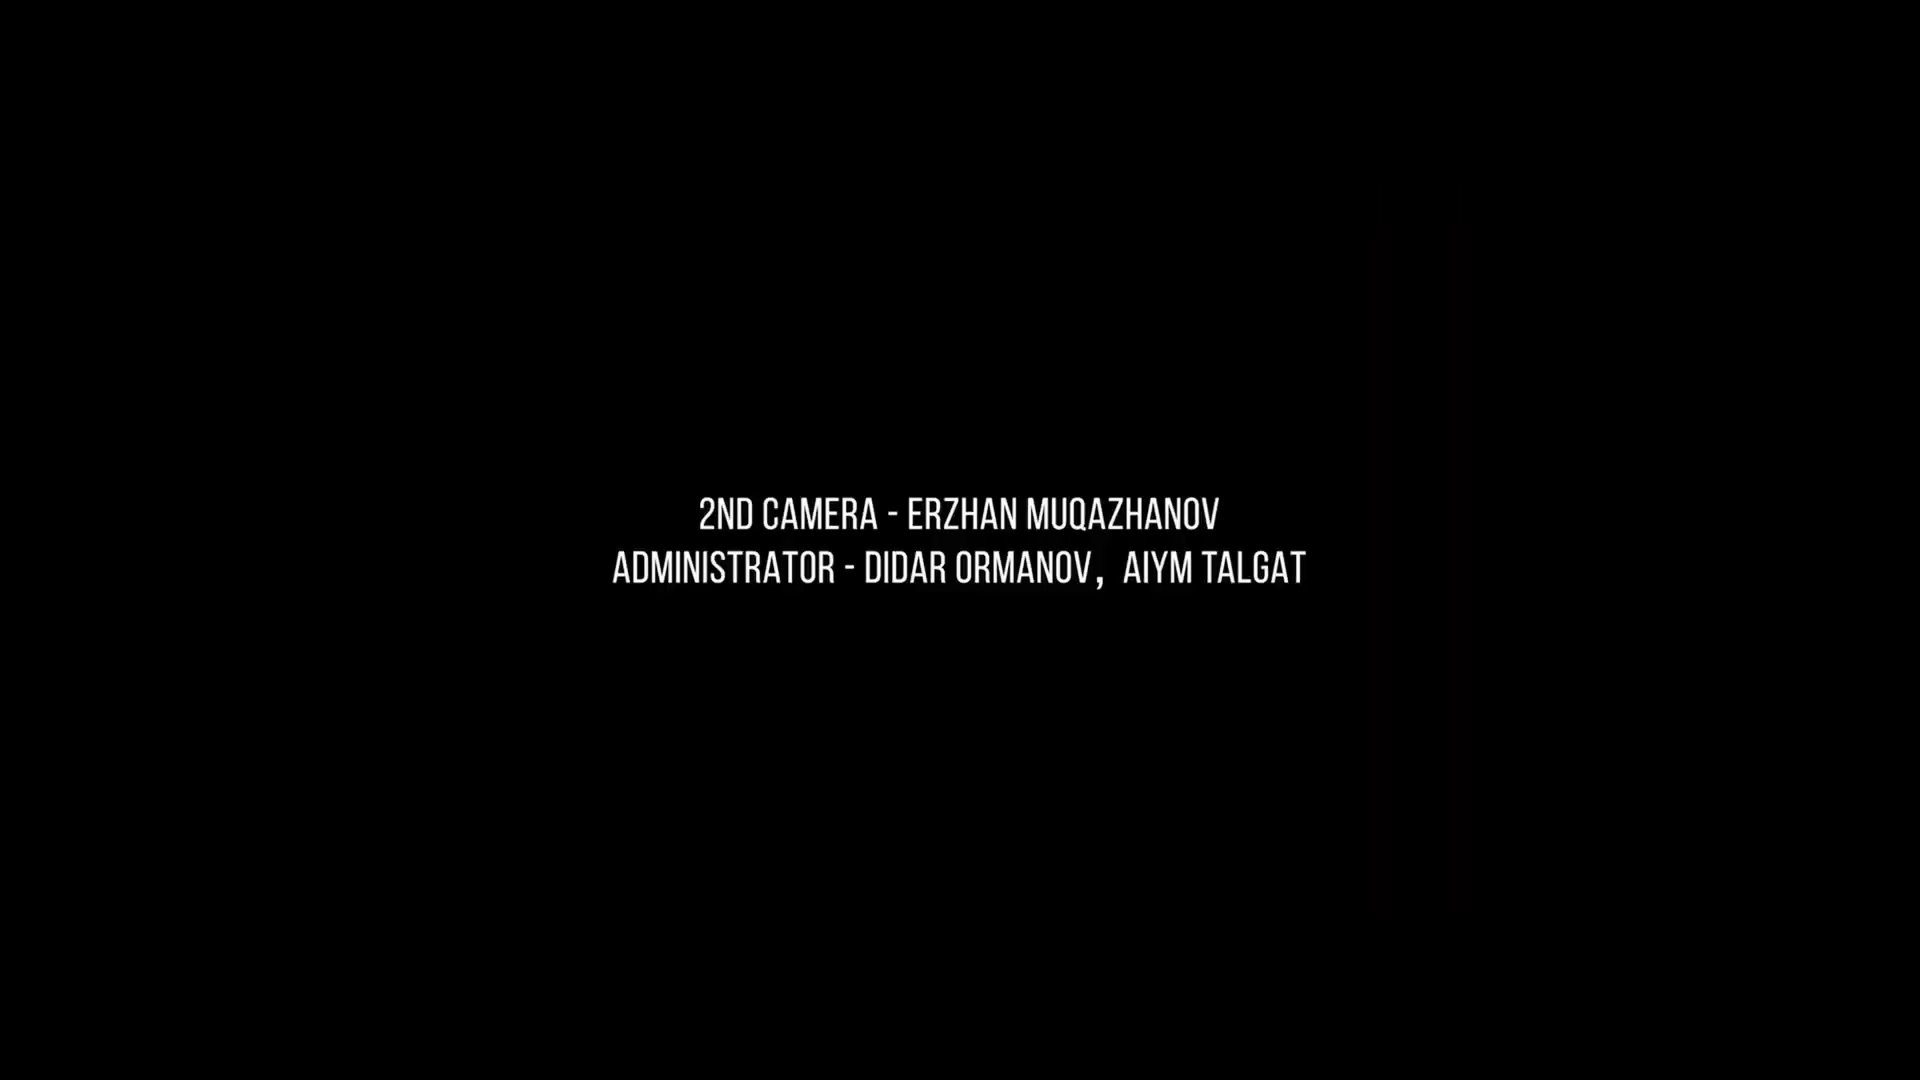 2ND CAMERA - ERZHAN MUQAZHANOV
ADMINISTRATOR - DIDAR ORMANOV, AIYM TALGAT